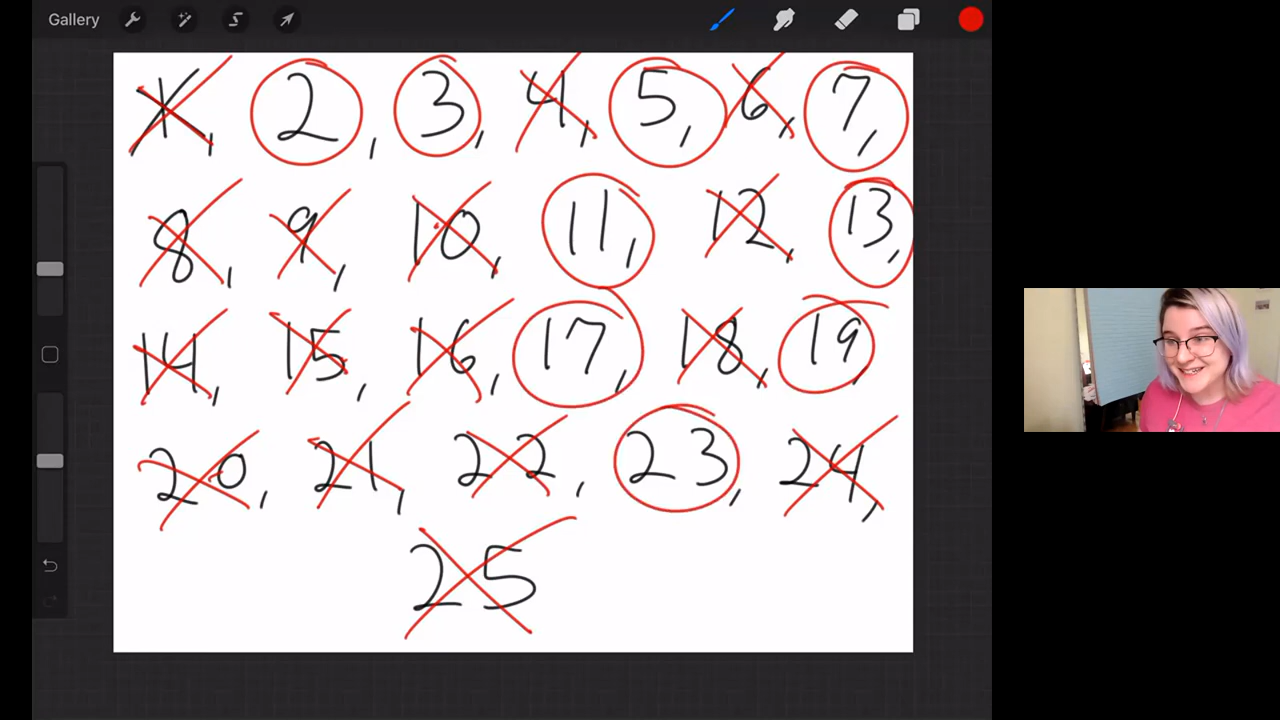 Gallery
1, 2, 3, 4, 5, 6, 7,
8, 9, 10, 11, 12, 13,
14, 15, 16, 17, 18, 19,
20, 21, 22, 23, 24,
25